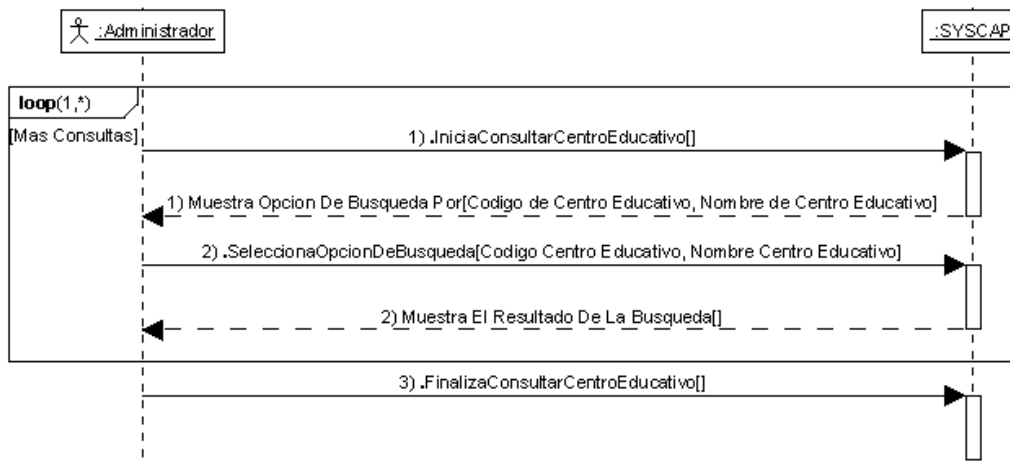 :Administrador
:SYSCAP
loop(1,*)
[Mas Consultas]
1) .IniciaConsultarCentroEducativo[]
1) Muestra Opcion De Busqueda Por[Codigo de Centro Educativo, Nombre de Centro Educativo]
2) .SeleccionaOpcionDeBusqueda[Codigo Centro Educativo, Nombre Centro Educativo]
2) Muestra El Resultado De La Busqueda[]
3) .FinalizaConsultarCentroEducativo[]